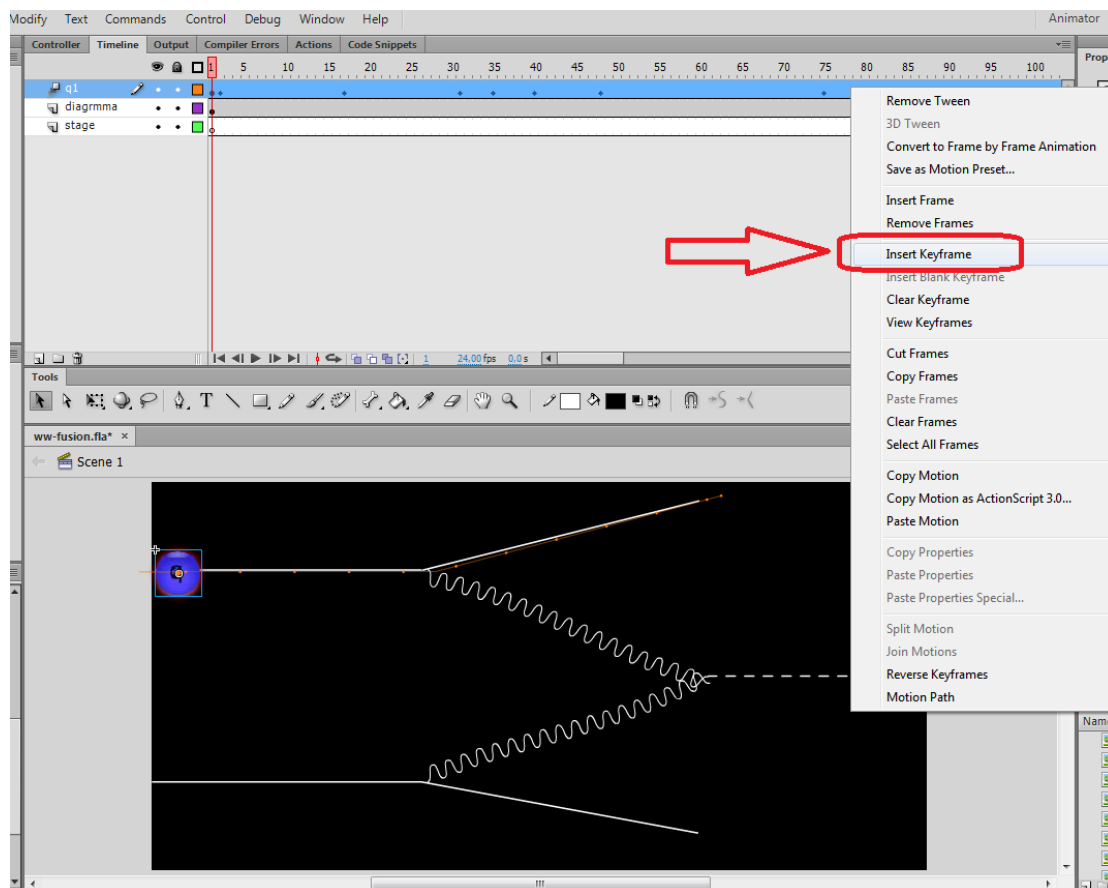 Modify Text Commands Control Debug Window Help Animator
Controller Timeline Output Compiler Errors Actions Code Snippets
Prop
1 5 10 15 20 25 30 35 40 45 50 55 60 65 70 75 80 85 90 95 100
q1
diagrmma
stage
Remove Tween
3D Tween
Convert to Frame by Frame Animation
Save as Motion Preset...
Insert Frame
Remove Frames
Insert Keyframe
Insert Blank Keyframe
Clear Keyframe
View Keyframes
Cut Frames
Copy Frames
Paste Frames
Clear Frames
Select All Frames
Copy Motion
Copy Motion as ActionScript 3.0...
Paste Motion
Copy Properties
Paste Properties
Paste Properties Special...
Split Motion
Join Motions
Reverse Keyframes
Motion Path
1 24,00 fps 0,0 s
Tools
T
ww-fusion.fla* ×
Scene 1
q
Name